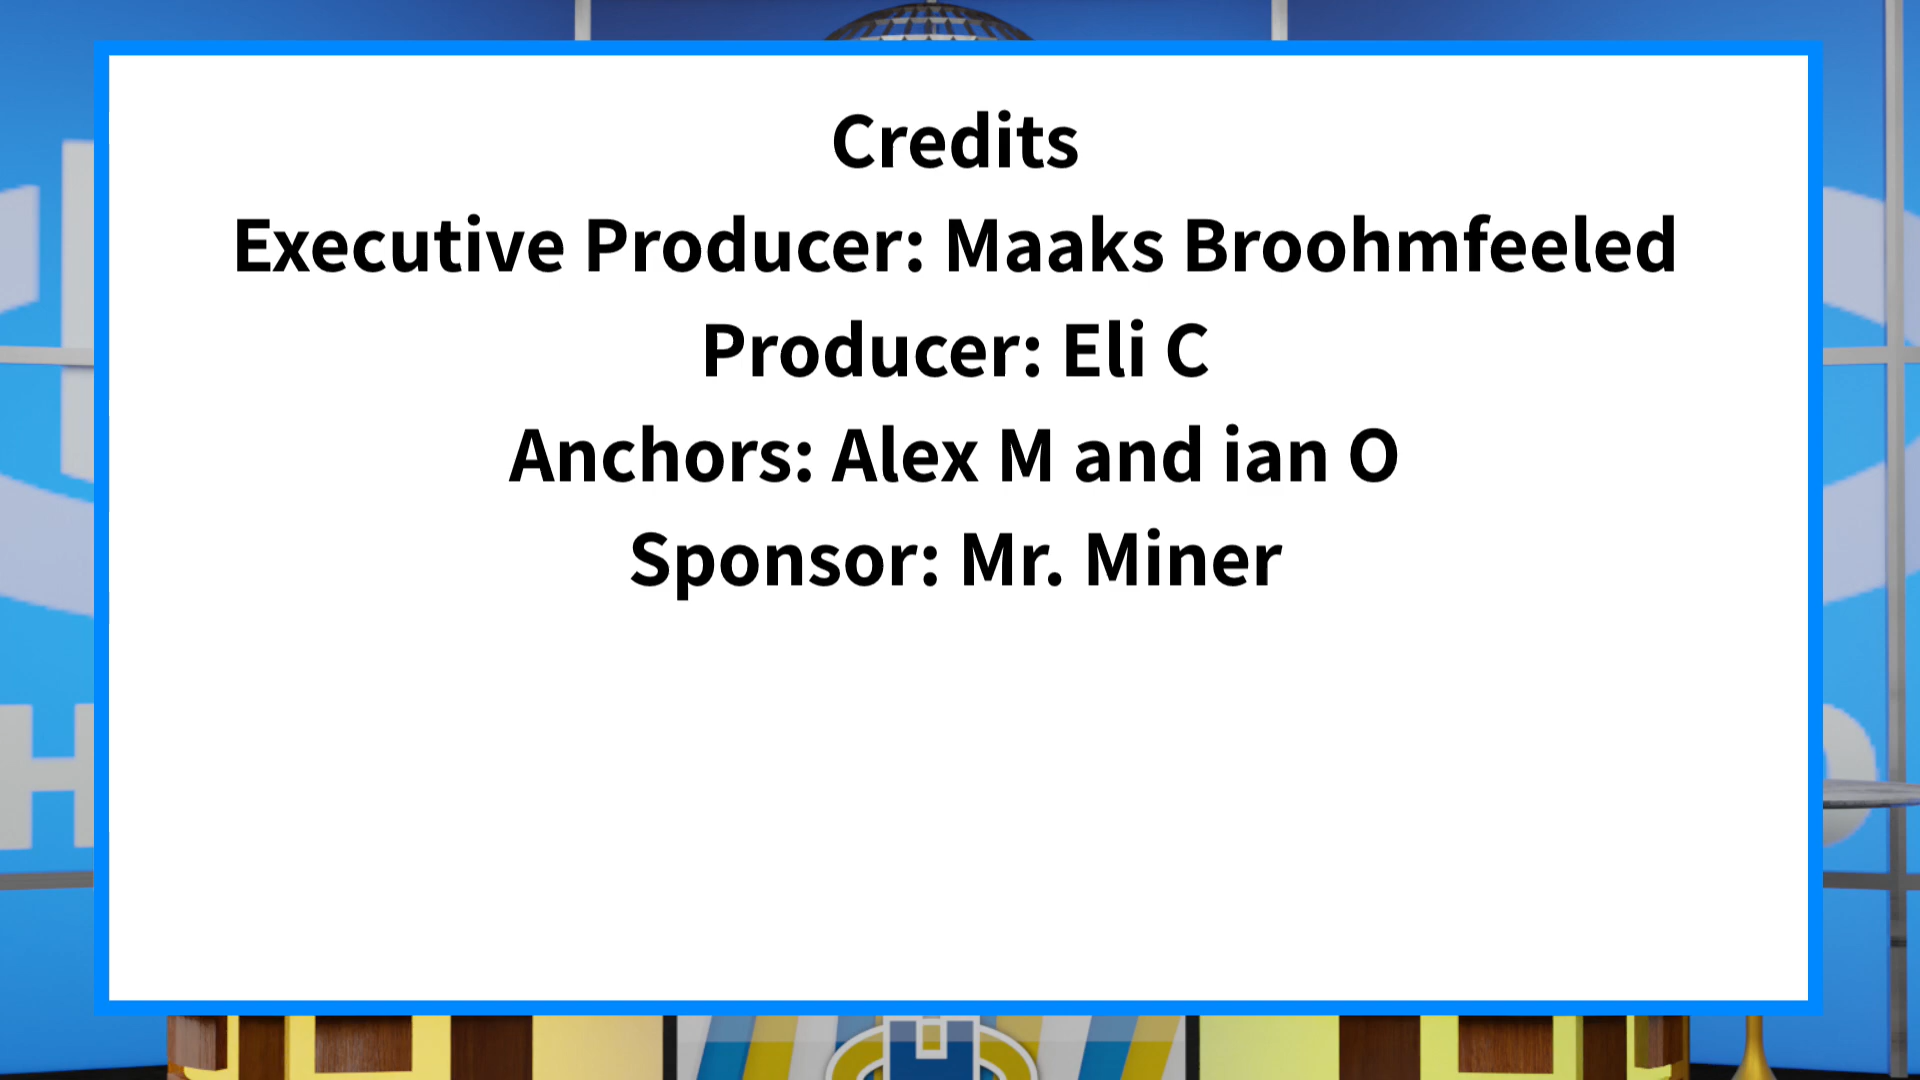 Credits
Executive Producer: Maaks Broohmfeeled
Producer: Eli C
Anchors: Alex M and ian O
Sponsor: Mr. Miner